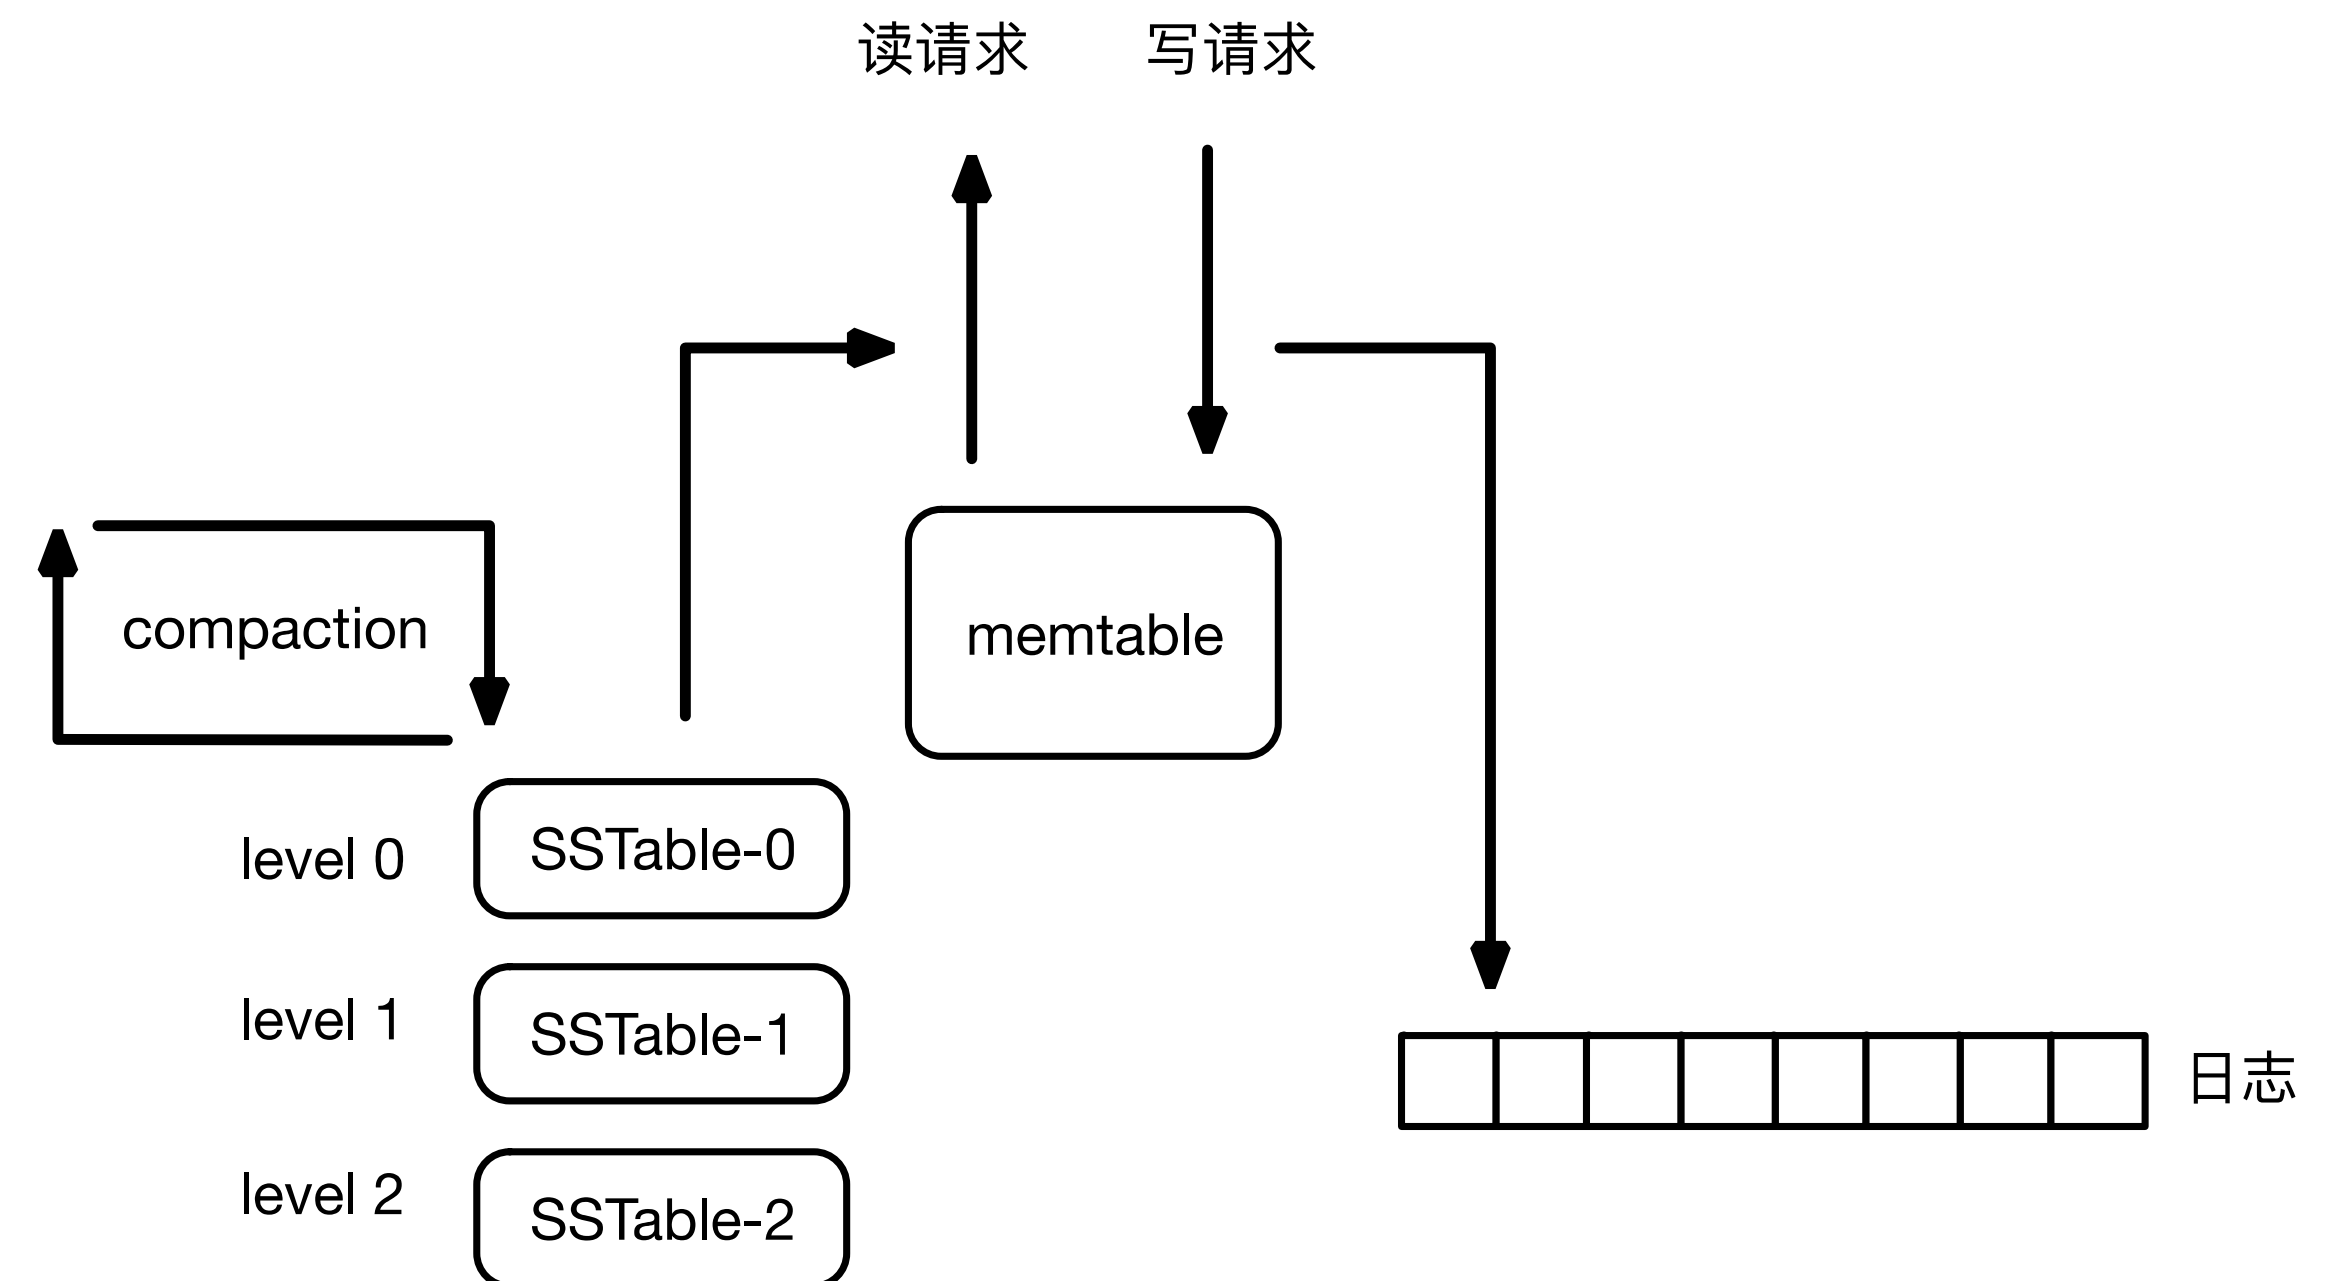 读请求
写请求
compaction
memtable
level 0
SSTable-0
level 1
SSTable-1
level 2
SSTable-2
日志